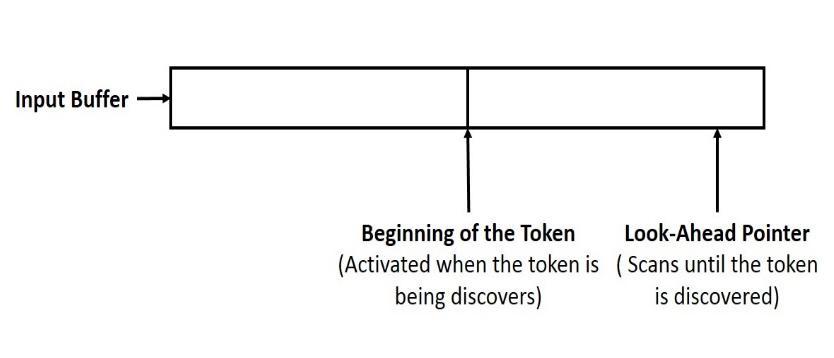 Input Buffer
Beginning of the Token
(Activated when the token is
being discovers)
Look-Ahead Pointer
( Scans until the token
is discovered)